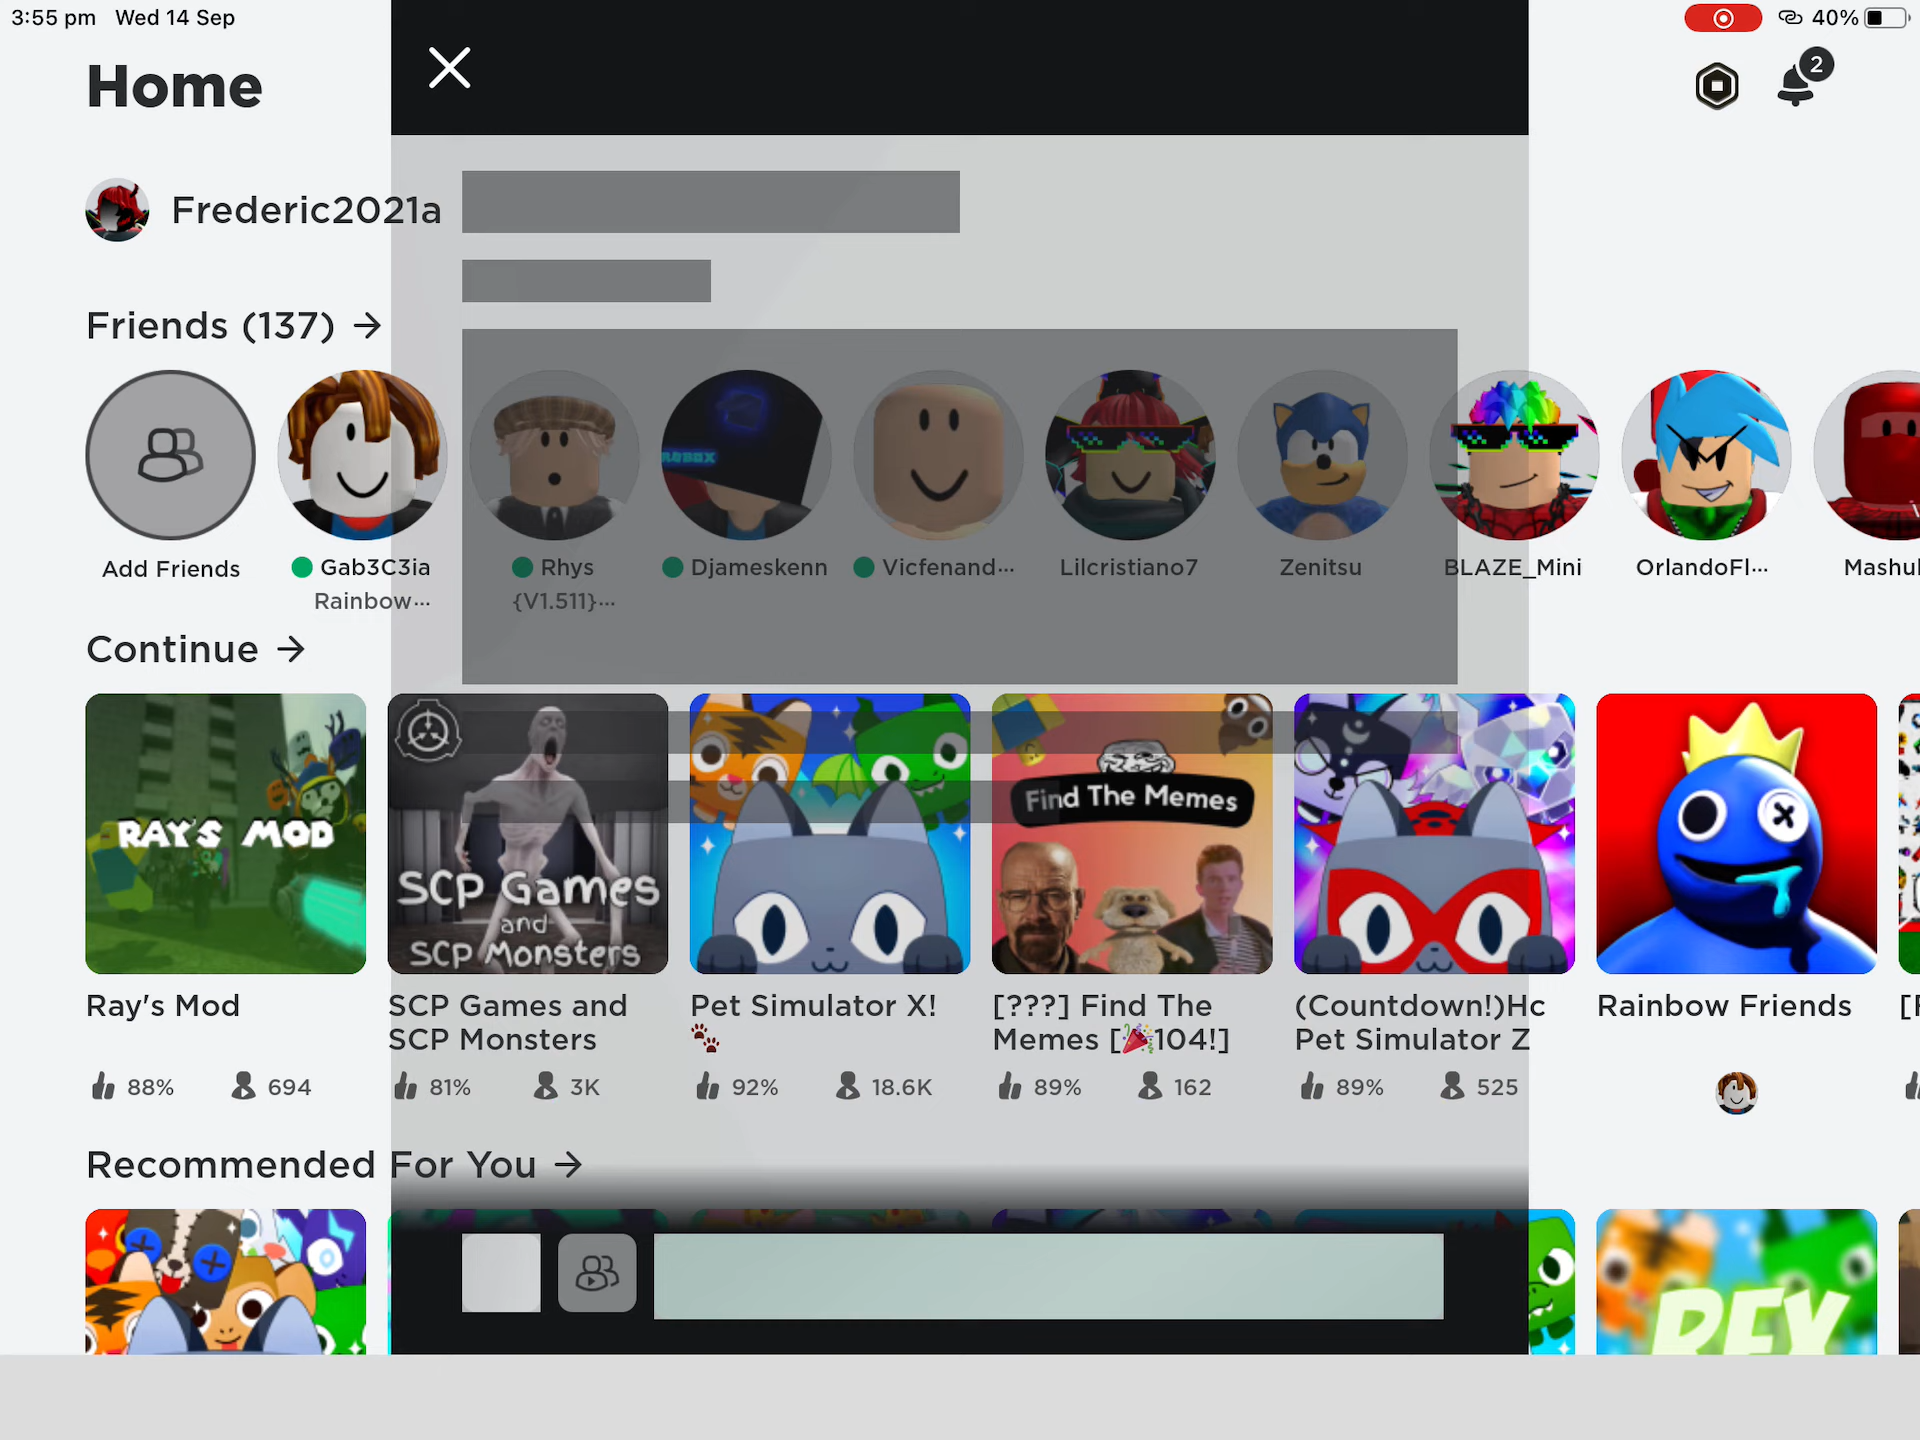 3:55 pm Wed 14 Sep
40%
Home
2
Frederic2021a
Friends (137) →
ROBOX
Add Friends
Gab3C3ia
Rhys
Djameskenn
Vicfenand...
Lilcristiano7
Zenitsu
BLAZE_Mini
OrlandoFl...
Mashul
Rainbow...
{V1.511}...
Continue →
RAY'S MOD
SCP Games
and
SCP Monsters
Find The Memes
Ray's Mod
SCP Games and
SCP Monsters
Pet Simulator X!
🐾
[???] Find The
Memes [🎉104!]
(Countdown!)Hc
Pet Simulator Z
Rainbow Friends
88% 694
81% 3K
92% 18.6K
89% 162
89% 525
Recommended For You →